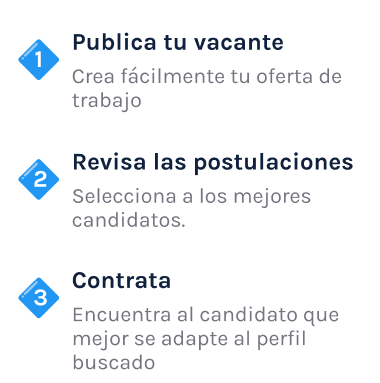 1
Publica tu vacante
Crea fácilmente tu oferta de
trabajo
2
Revisa las postulaciones
Selecciona a los mejores
candidatos.
3
Contrata
Encuentra al candidato que
mejor se adapte al perfil
buscado